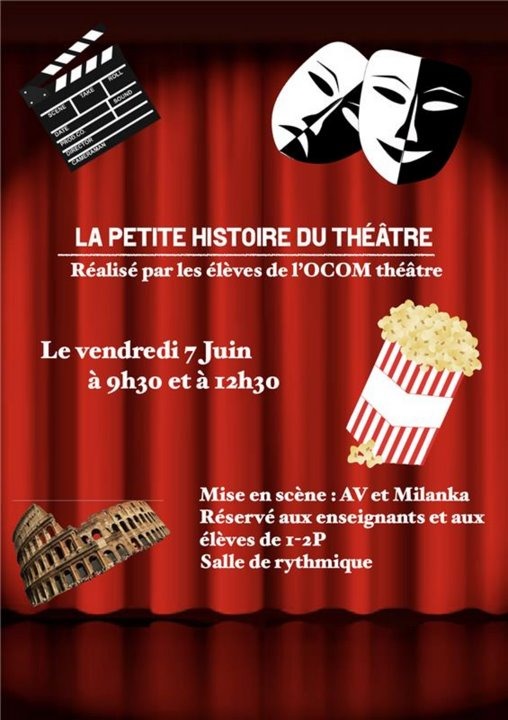 SCENE TAKE ROLL
SOUND
DATE
PROD.CO.
DIRECTOR
CAMERAMAN
LA PETITE HISTOIRE DU THÉÂTRE
Réalisé par les élèves de l'OCOM théâtre
Le vendredi 7 Juin
à 9h30 et à 12h30
Mise en scène : AV et Milanka
Réservé aux enseignants et aux
élèves de 1-2P
Salle de rythmique